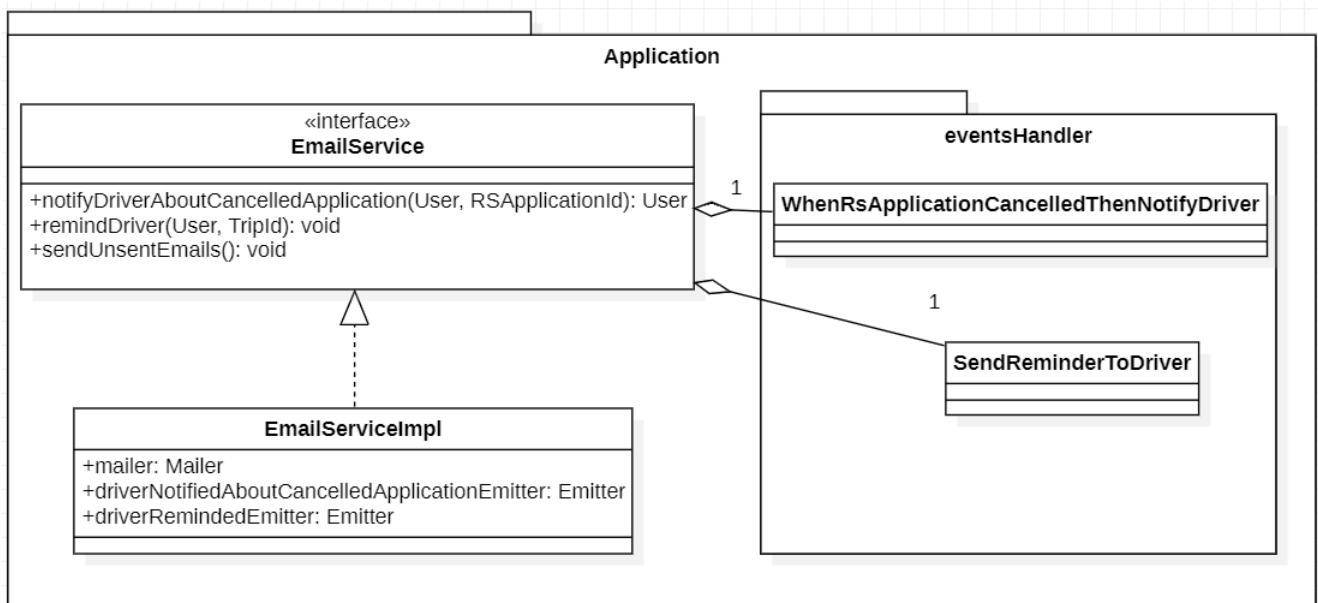 Application
«interface»
EmailService
+notifyDriverAboutCancelledApplication(User, RSApplicationId): User
+remindDriver(User, TripId): void
+sendUnsentEmails(): void
eventsHandler
1
WhenRsApplicationCancelledThenNotifyDriver
1
SendReminderToDriver
EmailServiceImpl
+mailer: Mailer
+driverNotifiedAboutCancelledApplicationEmitter: Emitter
+driverRemindedEmitter: Emitter